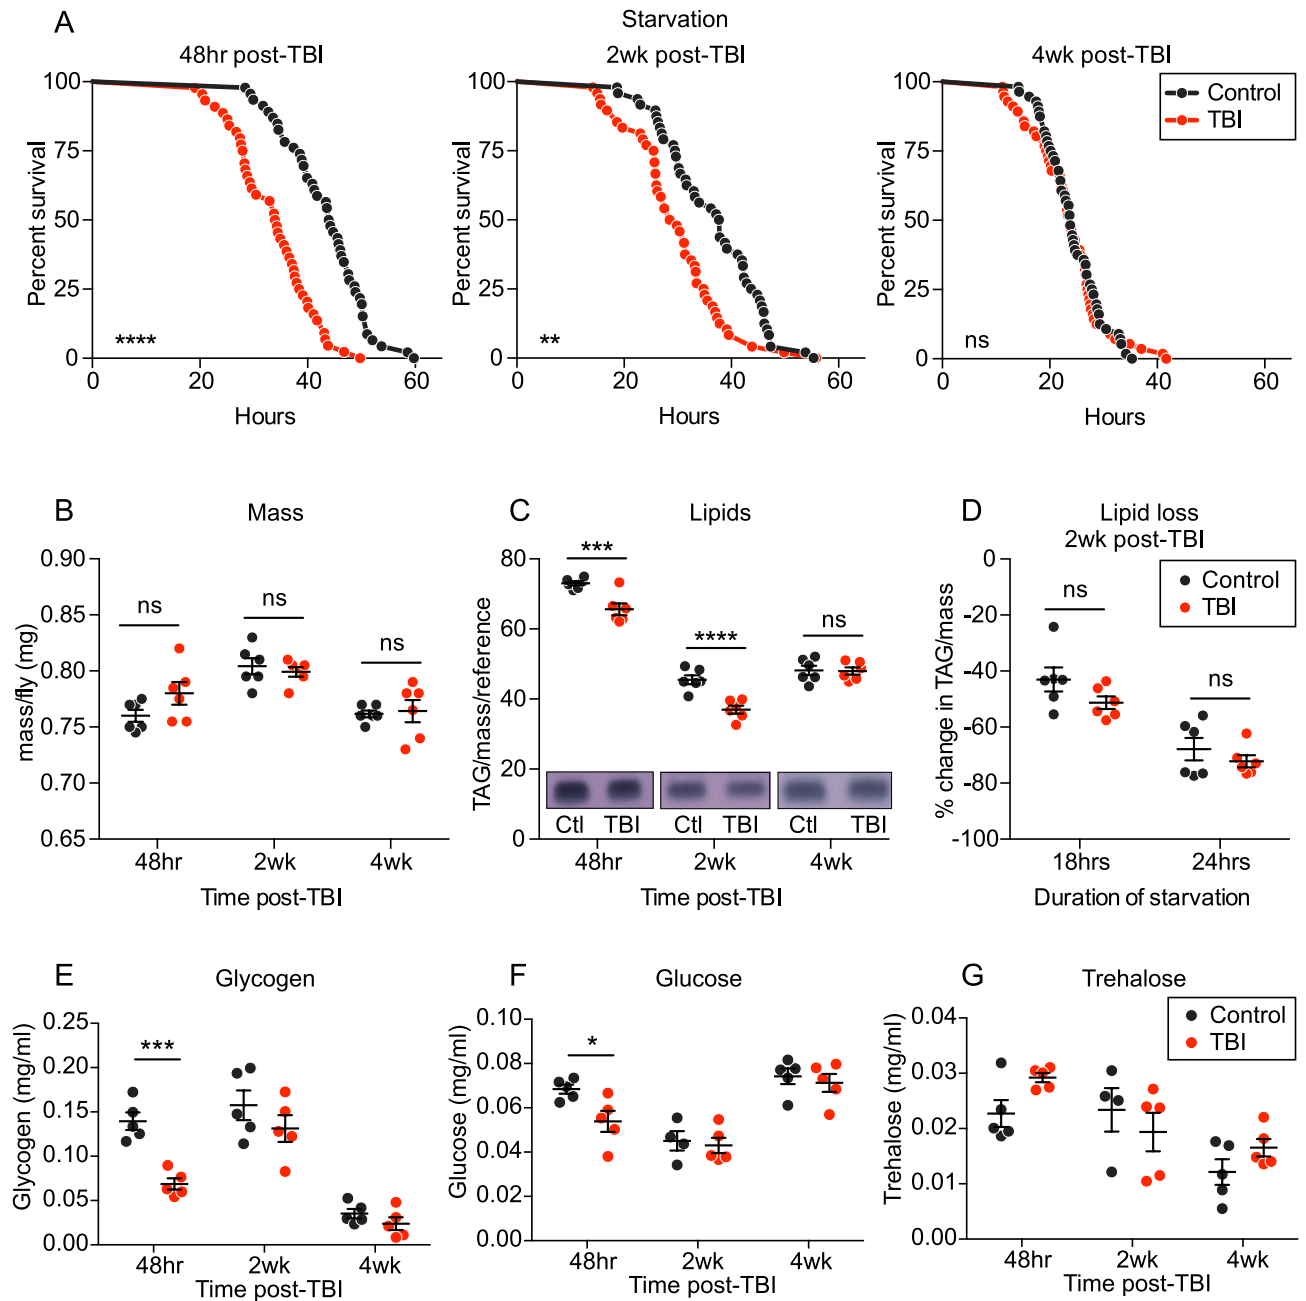 A
Starvation
48hr post-TBI
2wk post-TBI
4wk post-TBI
Control
TBI
Percent survival
100
75
50
25
0
****
0 20 40 60
Hours
Percent survival
100
75
50
25
0
**
0 20 40 60
Hours
Percent survival
100
75
50
25
0
ns
0 20 40 60
Hours
B
Mass
mass/fly (mg)
0.90
0.85
0.80
0.75
0.70
0.65
ns
ns
ns
48hr 2wk 4wk
Time post-TBI
C
Lipids
TAG/mass/reference
80
60
40
20
0
***
****
ns
Ctl TBI Ctl TBI Ctl TBI
48hr 2wk 4wk
Time post-TBI
D
Lipid loss
2wk post-TBI
Control
TBI
% change in TAG/mass
-0
-20
-40
-60
-80
-100
ns
ns
18hrs 24hrs
Duration of starvation
E
Glycogen
Glycogen (mg/ml)
0.25
0.20
0.15
0.10
0.05
0.00
***
48hr 2wk 4wk
Time post-TBI
F
Glucose
Glucose (mg/ml)
0.10
0.08
0.06
0.04
0.02
0.00
*
48hr 2wk 4wk
Time post-TBI
G
Trehalose
Control
TBI
Trehalose (mg/ml)
0.04
0.03
0.02
0.01
0.00
48hr 2wk 4wk
Time post-TBI